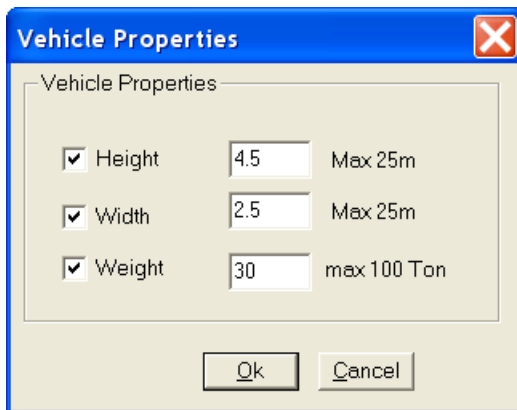 Vehicle Properties
Vehicle Properties
Height 4.5 Max 25m
Width 2.5 Max 25m
Weight 30 max 100 Ton
Ok Cancel